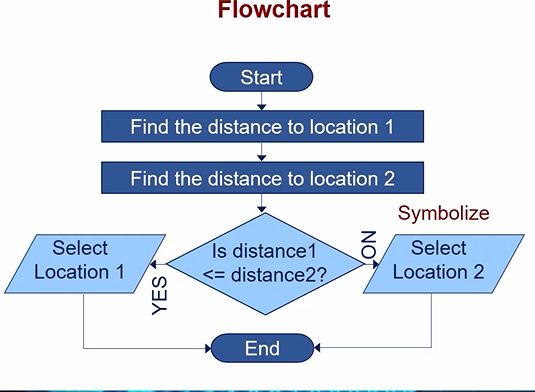 Flowchart
Start
Find the distance to location 1
Find the distance to location 2
Symbolize
Is distance1
<= distance2?
YES
NO
Select
Location 1
Select
Location 2
End